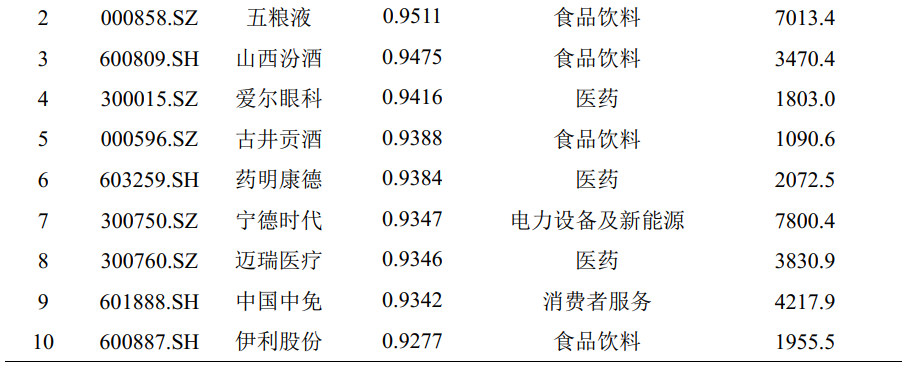 2 000858.SZ 五粮液 0.9511 食品饮料 7013.4
3 600809.SH 山西汾酒 0.9475 食品饮料 3470.4
4 300015.SZ 爱尔眼科 0.9416 医药 1803.0
5 000596.SZ 古井贡酒 0.9388 食品饮料 1090.6
6 603259.SH 药明康德 0.9384 医药 2072.5
7 300750.SZ 宁德时代 0.9347 电力设备及新能源 7800.4
8 300760.SZ 迈瑞医疗 0.9346 医药 3830.9
9 601888.SH 中国中免 0.9342 消费者服务 4217.9
10 600887.SH 伊利股份 0.9277 食品饮料 1955.5